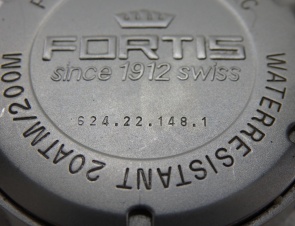 FORTIS
since 1912 swiss
624.22.148.1
WATERRESISTANT 20ATM/200M